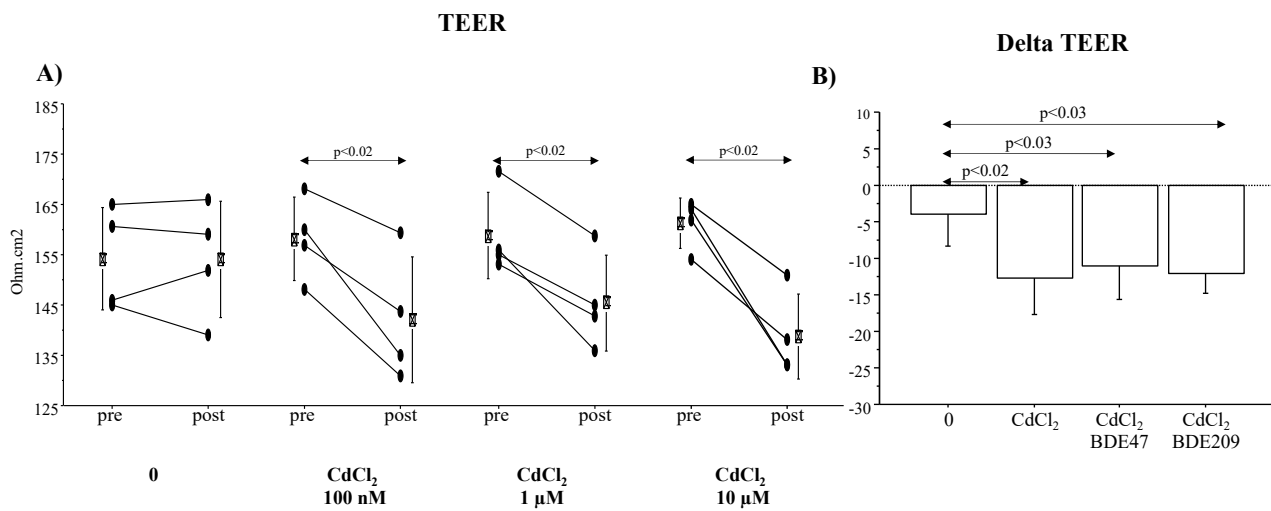 TEER
A)
Ohm.cm2
185
175
165
155
145
135
125
p<0.02
p<0.02
p<0.02
pre
post
pre
post
pre
post
pre
post
0
CdCl₂
100 nM
CdCl₂
1 µM
CdCl₂
10 µM
Delta TEER
B)
10
5
0
-5
-10
-15
-20
-25
-30
p<0.03
p<0.03
p<0.02
0
CdCl₂
CdCl₂
BDE47
CdCl₂
BDE209